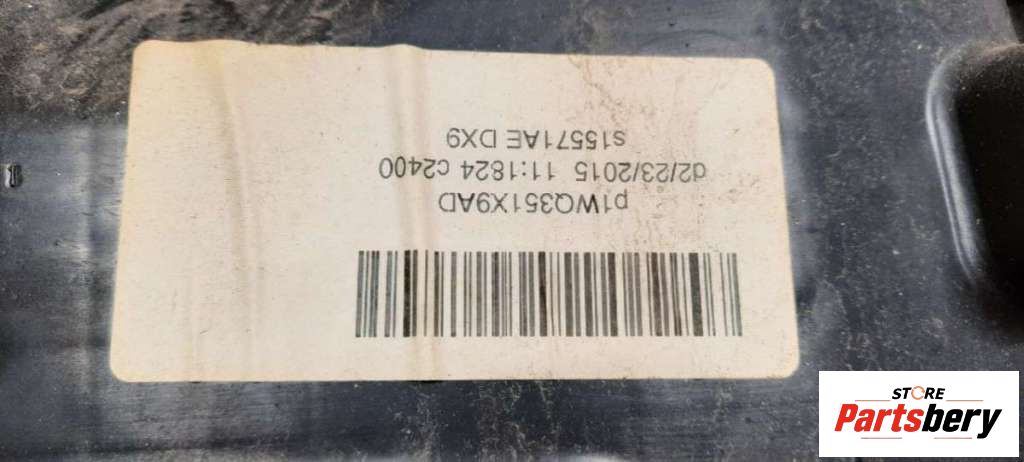 p1WQ351X9AD
d2/23/2015 11:1824 c2400
s15571AE DX9
STORE
Partsbery